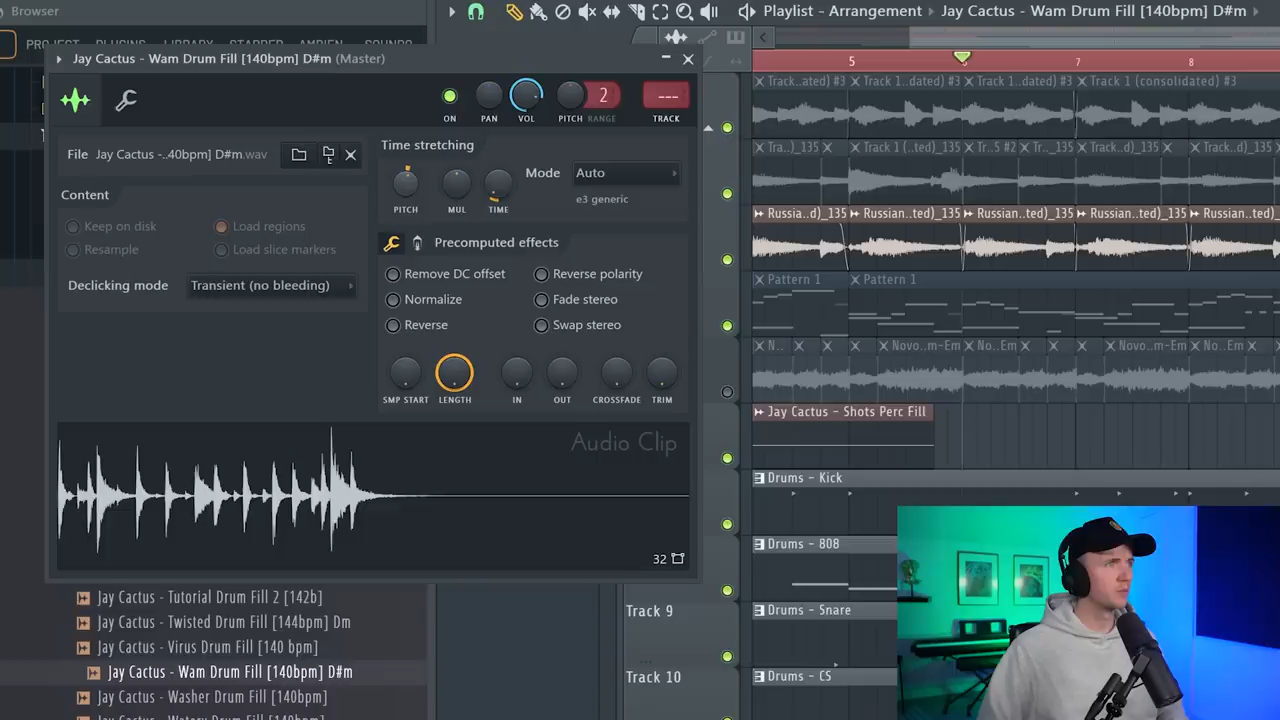 Browser
Playlist - Arrangement
Jay Cactus - Wam Drum Fill [140bpm] D#m
PROJECT
PLUGINS
LIBRARY
STARRED
Jay Cactus - Wam Drum Fill [140bpm] D#m (Master)
5
7
8
Track..ated) #3
Track 1..dated) #3
Track 1..dated) #3
Track 1 (consolidated) #3
2
---
ON
PAN
VOL
PITCH
RANGE
TRACK
File
Jay Cactus -..40bpm] D#m.wav
Time stretching
Tra..)_135
Track 1 (..ted)_135
Tr..5 #2
Tr.._135
Track..d)_135
Track..d)_135
Mode
Auto
e3 generic
PITCH
MUL
TIME
Content
Keep on disk
Load regions
Resample
Load slice markers
Declicking mode
Transient (no bleeding)
Russia..d)_135
Russian..ted)_135
Russian..ted)_135
Russian..ted)_135
Russian..ted)_135
Precomputed effects
Remove DC offset
Reverse polarity
Normalize
Fade stereo
Reverse
Swap stereo
Pattern 1
Pattern 1
N..
Novo..m-Em
No..Em
Novo..m-Em
No..Em
SMP START
LENGTH
IN
OUT
CROSSFADE
TRIM
Jay Cactus - Shots Perc Fill
Audio Clip
32
Drums - Kick
Drums - 808
Drums - Snare
Drums - CS
Track 9
Track 10
Jay Cactus - Tutorial Drum Fill 2 [142b]
Jay Cactus - Twisted Drum Fill [144bpm] Dm
Jay Cactus - Virus Drum Fill [140 bpm]
Jay Cactus - Wam Drum Fill [140bpm] D#m
Jay Cactus - Washer Drum Fill [140bpm]